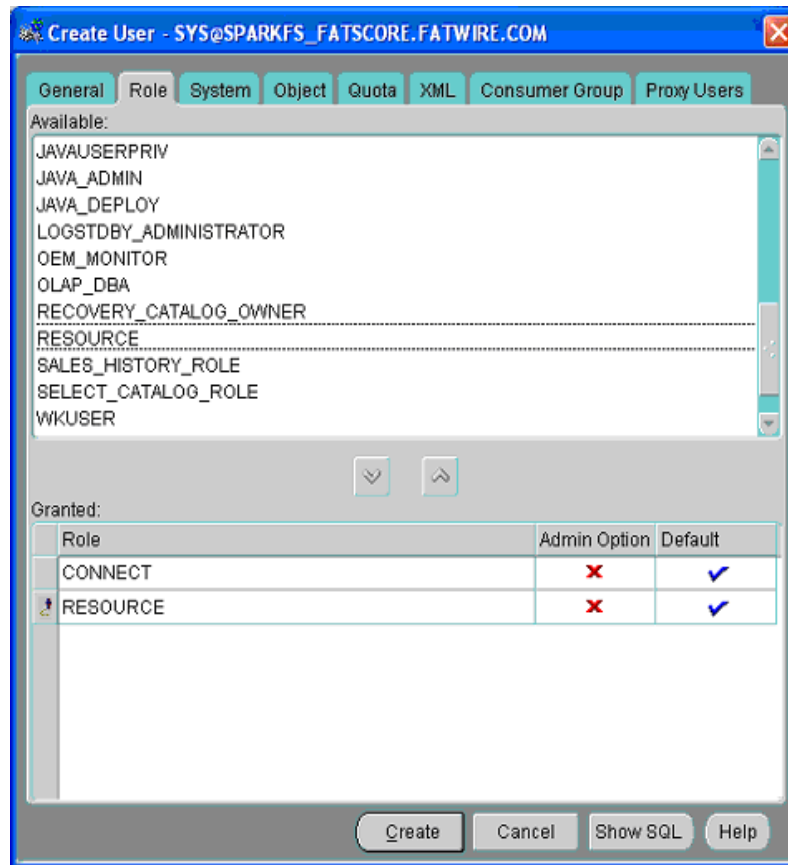 Create User - SYS@SPARKFS_FATSCORE.FATWIRE.COM
General Role System Object Quota XML Consumer Group Proxy Users
Available:
JAVAUSERPRIV
JAVA_ADMIN
JAVA_DEPLOY
LOGSTDBY_ADMINISTRATOR
OEM_MONITOR
OLAP_DBA
RECOVERY_CATALOG_OWNER
RESOURCE
SALES_HISTORY_ROLE
SELECT_CATALOG_ROLE
WKUSER
Granted:
Role Admin Option Default
CONNECT
RESOURCE
Create Cancel Show SQL Help